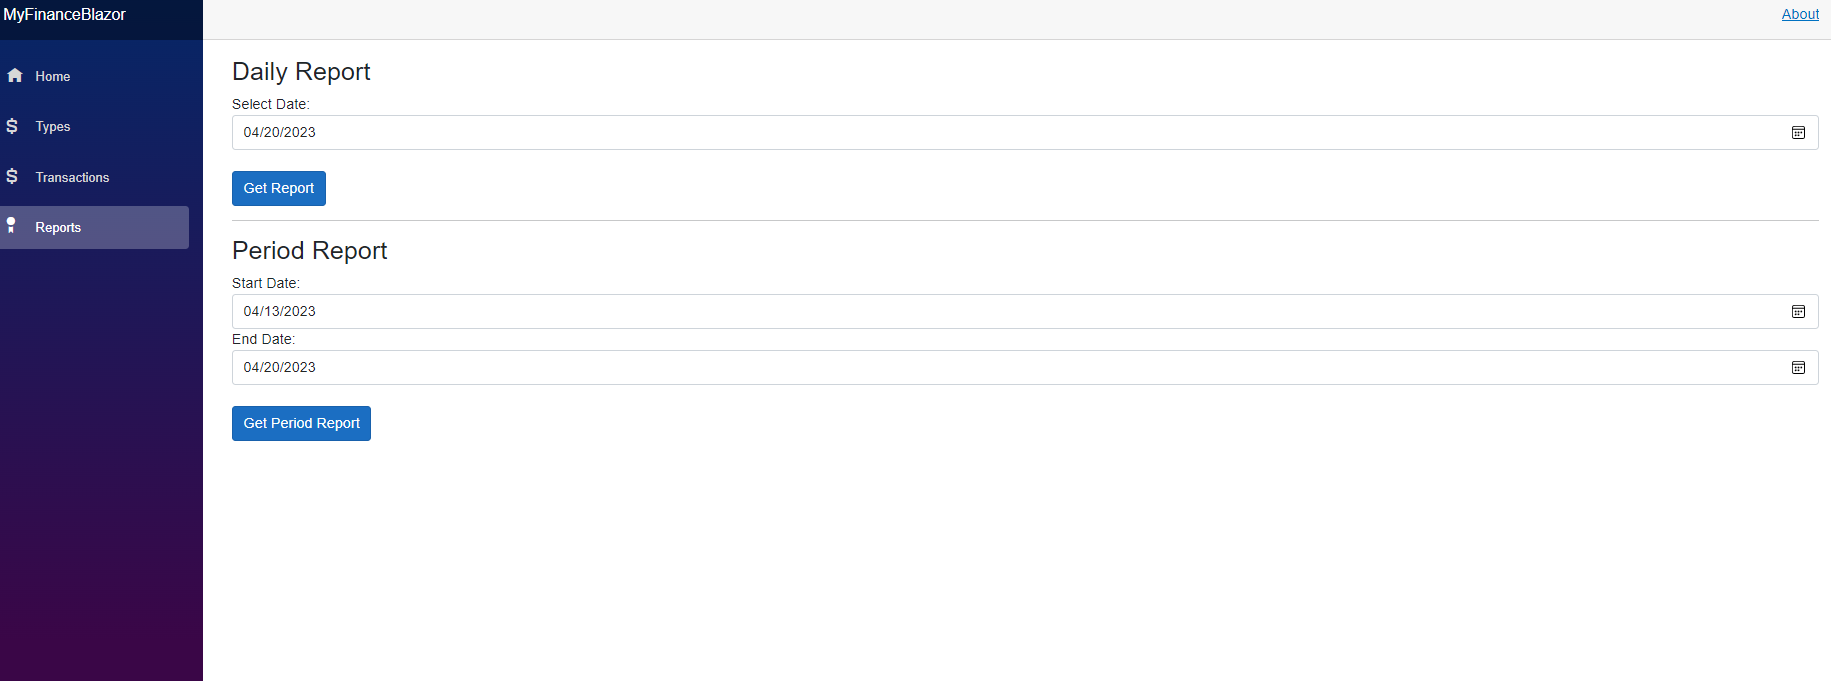 MyFinanceBlazor
About
Home
Types
Transactions
Reports
Daily Report
Select Date:
04/20/2023
Get Report
Period Report
Start Date:
04/13/2023
End Date:
04/20/2023
Get Period Report